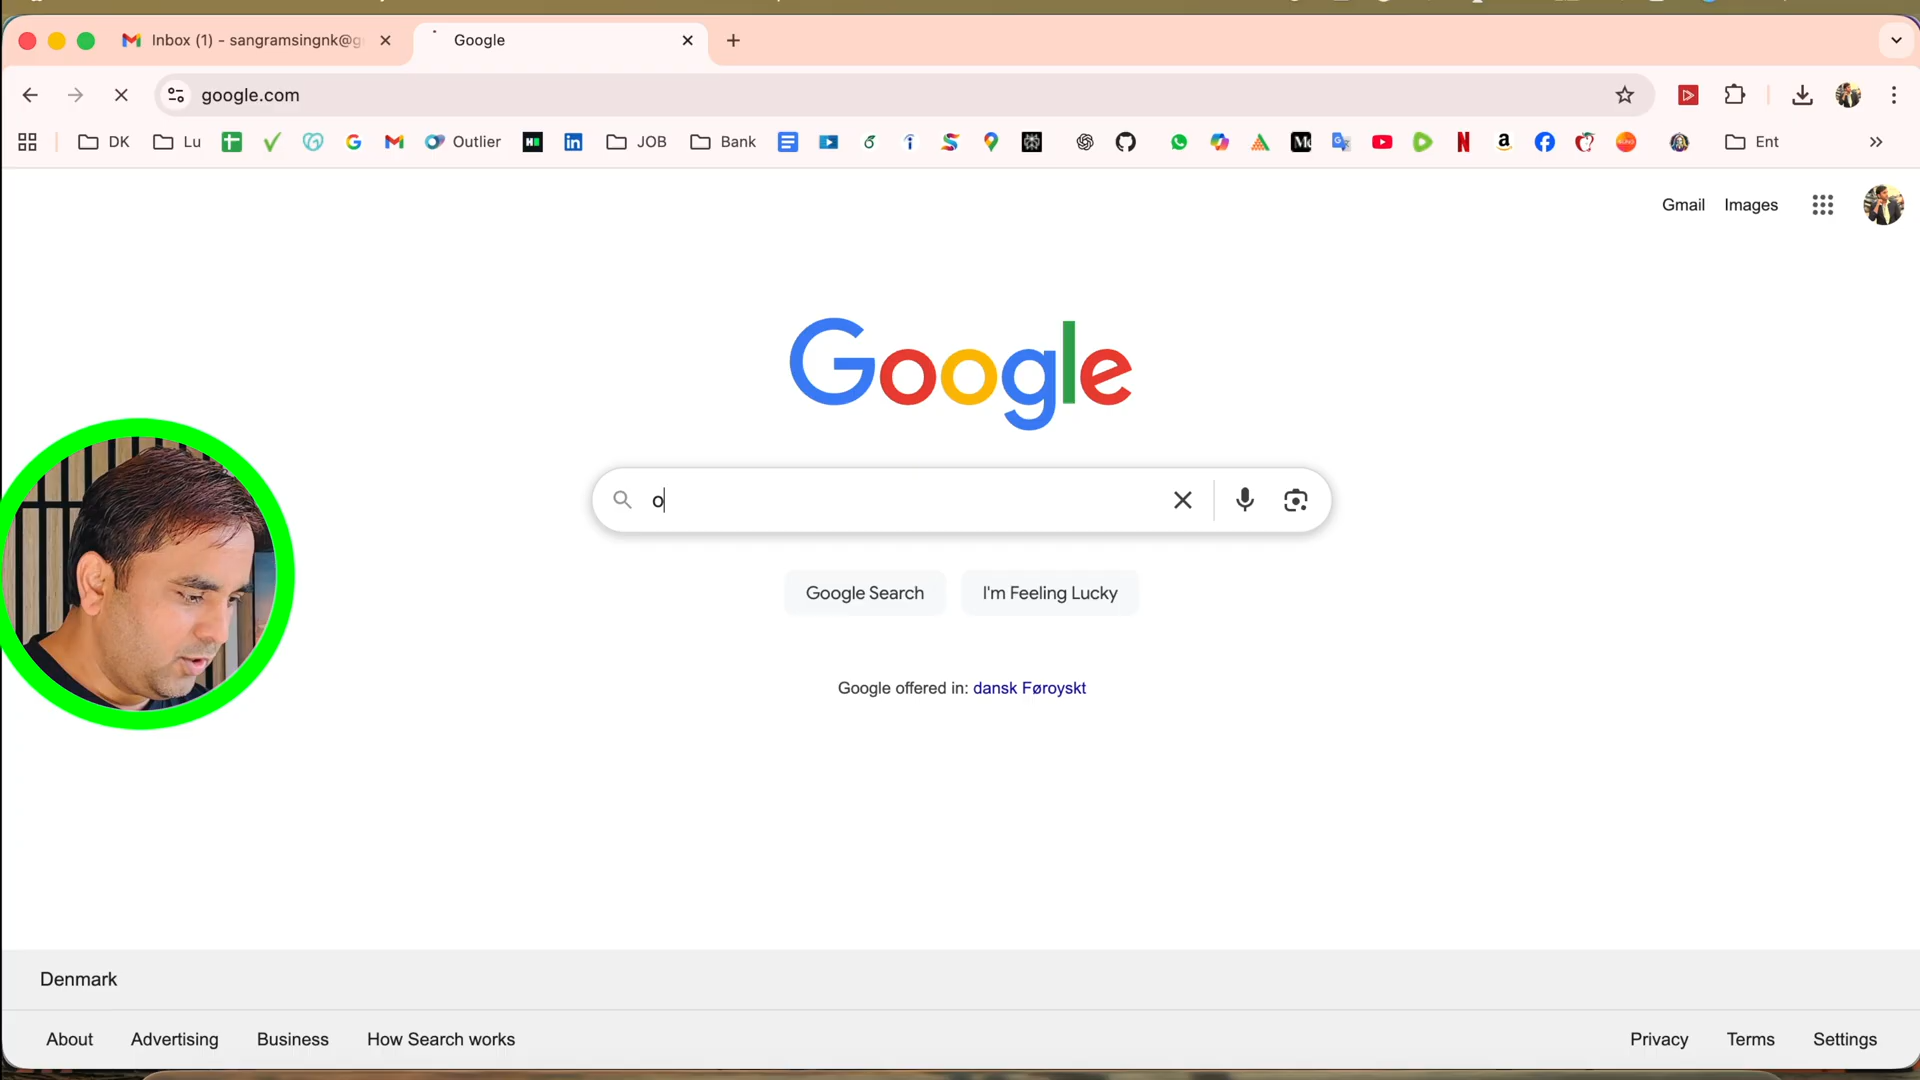 Inbox (1) - sangramsingnk@g
Google
google.com
DK
Lu
Outlier
JOB
Bank
Ent
Gmail
Images
Google
o
Google Search
I'm Feeling Lucky
Google offered in: dansk Føroyskt
Denmark
About
Advertising
Business
How Search works
Privacy
Terms
Settings